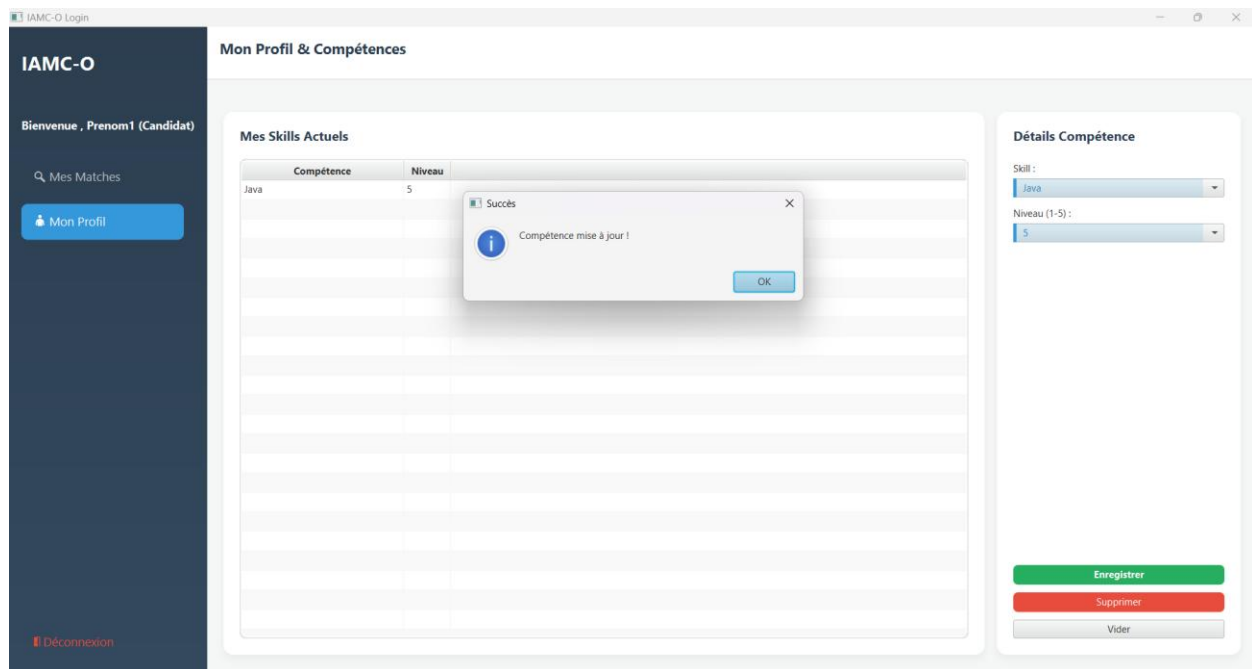 IAMC-O Login
IAMC-O
Bienvenue , Prenom1 (Candidat)
Mes Matches
Mon Profil
Déconnexion
Mon Profil & Compétences
Mes Skills Actuels
Compétence Niveau
Java 5
Succès
Compétence mise à jour !
OK
Détails Compétence
Skill :
Java
Niveau (1-5) :
5
Enregistrer
Supprimer
Vider